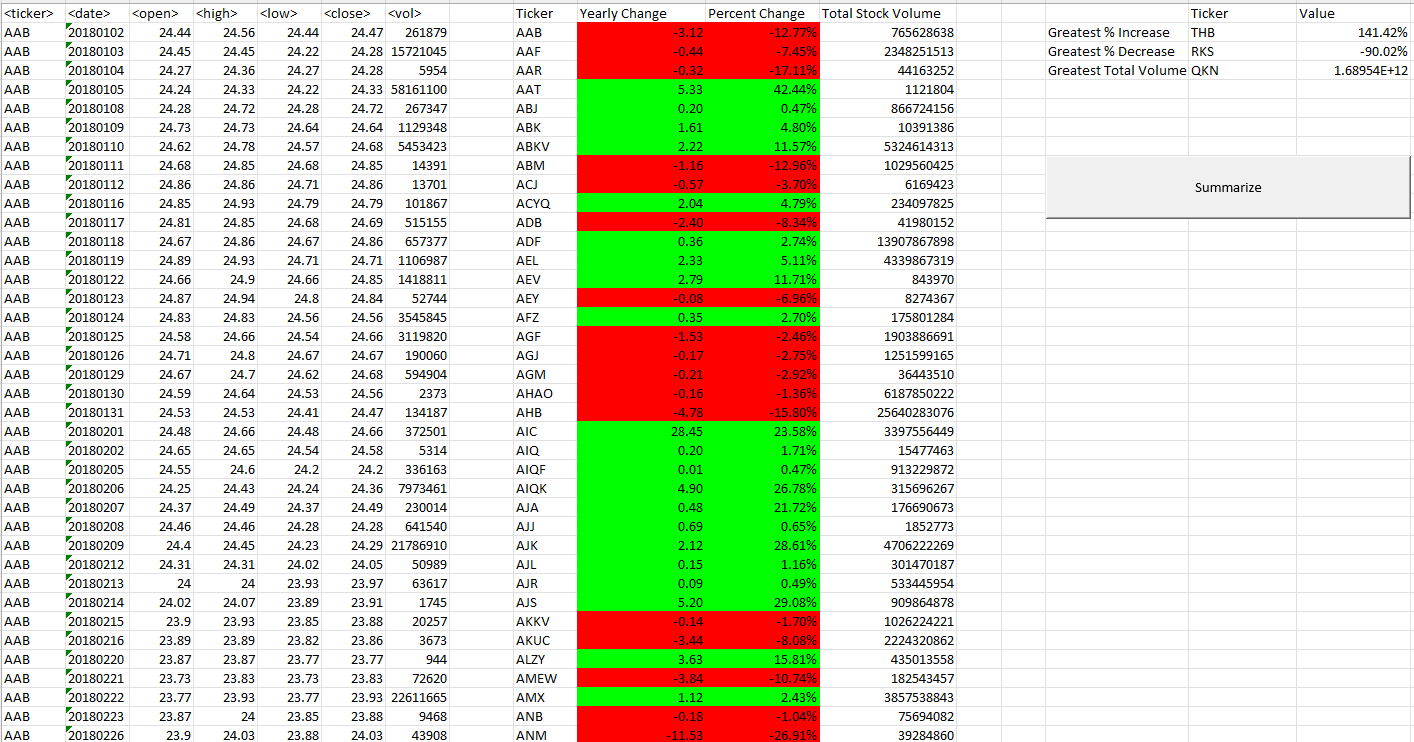 <ticker> <date> <open> <high> <low> <close> <vol> Ticker Yearly Change Percent Change Total Stock Volume Ticker Value
AAB 20180102 24.44 24.56 24.44 24.47 261879 AAB -3.12 -12.77% 765628638 Greatest % Increase THB 141.42%
AAB 20180103 24.45 24.45 24.22 24.28 15721045 AAF -0.44 -7.45% 2348251513 Greatest % Decrease RKS -90.02%
AAB 20180104 24.27 24.36 24.27 24.28 5954 AAR -0.32 -17.11% 44163252 Greatest Total Volume QKN 1.68954E+12
AAB 20180105 24.24 24.33 24.22 24.33 58161100 AAT 5.33 42.44% 1121804
AAB 20180108 24.28 24.72 24.28 24.72 267347 ABJ 0.20 0.47% 866724156
AAB 20180109 24.73 24.73 24.64 24.64 1129348 ABK 1.61 4.80% 10391386
AAB 20180110 24.62 24.78 24.57 24.68 5453423 ABKV 2.22 11.57% 5324614313
AAB 20180111 24.68 24.85 24.68 24.85 14391 ABM -1.16 -12.96% 1029560425
AAB 20180112 24.86 24.86 24.71 24.86 13701 ACJ -0.57 -3.70% 6169423
Summarize
AAB 20180116 24.85 24.93 24.79 24.79 101867 ACYQ 2.04 4.79% 234097825
AAB 20180117 24.81 24.85 24.68 24.69 515155 ADB -2.40 -8.34% 41980152
AAB 20180118 24.67 24.86 24.67 24.86 657377 ADF 0.36 2.74% 13907867898
AAB 20180119 24.89 24.93 24.71 24.71 1106987 AEL 2.33 5.11% 4339867319
AAB 20180122 24.66 24.9 24.66 24.85 1418811 AEV 2.79 11.71% 843970
AAB 20180123 24.87 24.94 24.8 24.84 52744 AEY -0.08 -6.96% 8274367
AAB 20180124 24.83 24.83 24.56 24.56 3545845 AFZ 0.35 2.70% 175801284
AAB 20180125 24.58 24.66 24.54 24.66 3119820 AGF -1.53 -2.46% 1903886691
AAB 20180126 24.71 24.8 24.67 24.67 190060 AGJ -0.17 -2.75% 1251599165
AAB 20180129 24.67 24.7 24.62 24.68 594904 AGM -0.21 -2.92% 36443510
AAB 20180130 24.59 24.64 24.53 24.56 2373 AHAO -0.16 -1.36% 6187850222
AAB 20180131 24.53 24.53 24.41 24.47 134187 AHB -4.78 -15.80% 25640283076
AAB 20180201 24.48 24.66 24.48 24.66 372501 AIC 28.45 23.58% 3397556449
AAB 20180202 24.65 24.65 24.54 24.58 5314 AIQ 0.20 1.71% 15477463
AAB 20180205 24.55 24.6 24.2 24.2 336163 AIQF 0.01 0.47% 913229872
AAB 20180206 24.25 24.43 24.24 24.36 7973461 AIQK 4.90 26.78% 315696267
AAB 20180207 24.37 24.49 24.37 24.49 230014 AJA 0.48 21.72% 176690673
AAB 20180208 24.46 24.46 24.28 24.28 641540 AJJ 0.69 0.65% 1852773
AAB 20180209 24.4 24.45 24.23 24.29 21786910 AJK 2.12 28.61% 4706222269
AAB 20180212 24.31 24.31 24.02 24.05 50989 AJL 0.15 1.16% 301470187
AAB 20180213 24 24 23.93 23.97 63617 AJR 0.09 0.49% 533445954
AAB 20180214 24.02 24.07 23.89 23.91 1745 AJS 5.20 29.08% 909864878
AAB 20180215 23.9 23.93 23.85 23.88 20257 AKKV -0.14 -1.70% 1026224221
AAB 20180216 23.89 23.89 23.82 23.86 3673 AKUC -3.44 -8.08% 2224320862
AAB 20180220 23.87 23.87 23.77 23.77 944 ALZY 3.63 15.81% 435013558
AAB 20180221 23.73 23.83 23.73 23.83 72620 AMEW -3.84 -10.74% 182543457
AAB 20180222 23.77 23.93 23.77 23.93 22611665 AMX 1.12 2.43% 3857538843
AAB 20180223 23.87 24 23.85 23.88 9468 ANB -0.18 -1.04% 75694082
AAB 20180226 23.9 24.03 23.88 24.03 43908 ANM -11.53 -26.91% 39284860